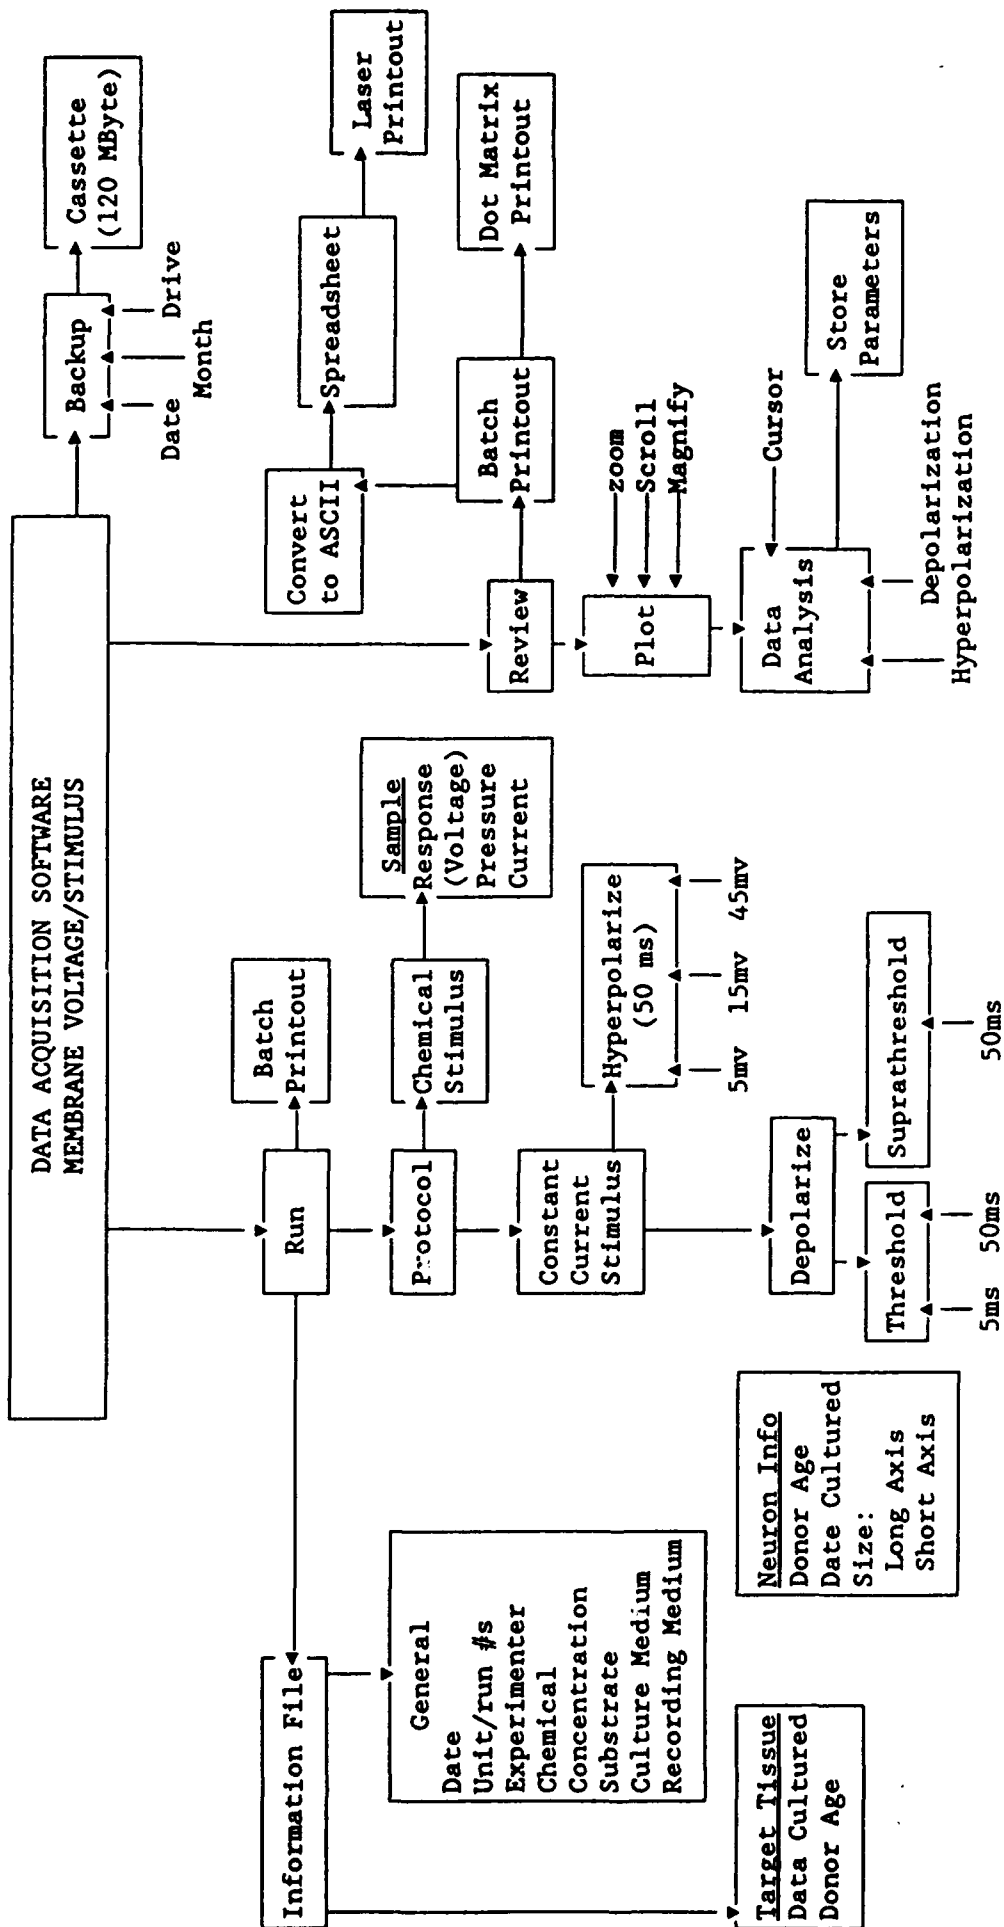 DATA ACQUISITION SOFTWARE
MEMBRANE VOLTAGE/STIMULUS
Backup
Cassette
(120 MByte)
Date
Month
Drive
Information File
Run
Batch
Printout
Review
Convert
to ASCII
Spreadsheet
Laser
Printout
Batch
Printout
Dot Matrix
Printout
General
Date
Unit/run #s
Experimenter
Chemical
Concentration
Substrate
Culture Medium
Recording Medium
Protocol
Chemical
Stimulus
Sample
Response
(Voltage)
Pressure
Current
Plot
zoom
Scroll
Magnify
Constant
Current
Stimulus
Hyperpolarize
(50 ms)
5mv
15mv
45mv
Data
Analysis
Cursor
Store
Parameters
Hyperpolarization
Depolarization
Target Tissue
Data Cultured
Donor Age
Neuron Info
Donor Age
Date Cultured
Size:
Long Axis
Short Axis
Depolarize
Threshold
Suprathreshold
5ms
50ms
50ms